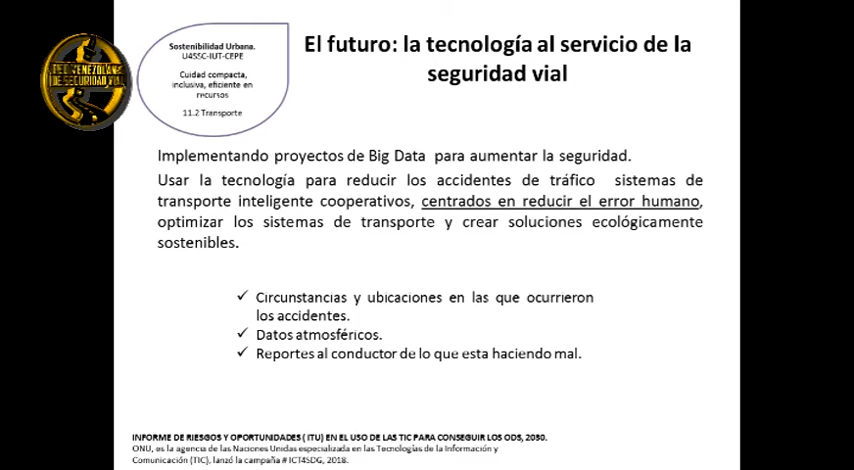 RED VENEZOLANA
DE SEGURIDAD VIAL
Sostenibilidad Urbana.
U4SSC-IUT-CEPE
Cuidad compacta,
inclusiva, eficiente en
recursos
11.2 Transporte
El futuro: la tecnología al servicio de la
seguridad vial
Implementando proyectos de Big Data para aumentar la seguridad.
Usar la tecnología para reducir los accidentes de tráfico sistemas de
transporte inteligente cooperativos, centrados en reducir el error humano,
optimizar los sistemas de transporte y crear soluciones ecológicamente
sostenibles.
✓ Circunstancias y ubicaciones en las que ocurrieron
los accidentes.
✓ Datos atmosféricos.
✓ Reportes al conductor de lo que esta haciendo mal.
INFORME DE RIESGOS Y OPORTUNIDADES ( ITU) EN EL USO DE LAS TIC PARA CONSEGUIR LOS ODS, 2030.
ONU, es la agencia de las Naciones Unidas especializada en las Tecnologías de la Información y
Comunicación (TIC), lanzó la campaña # ICT4SDG, 2018.